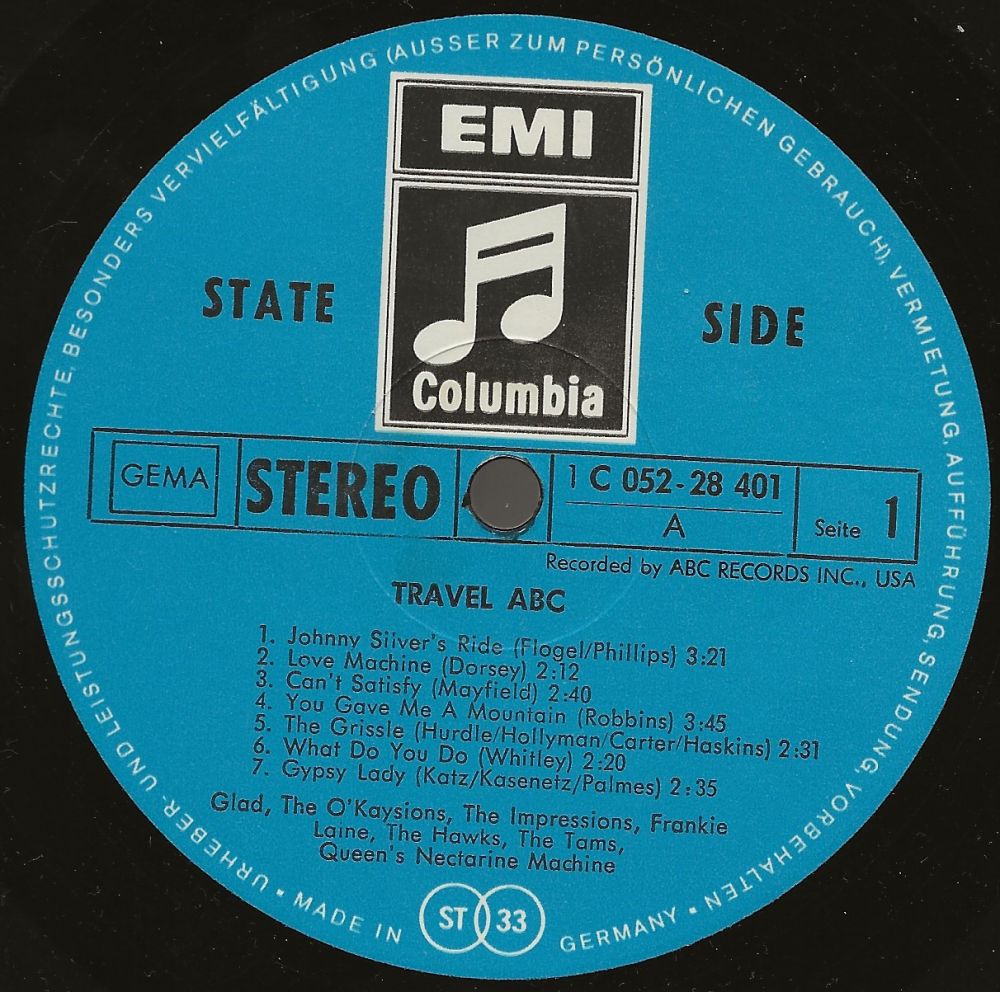 URHEBER- UND LEISTUNGSSCHUTZRECHTE, BESONDERS VERVIELFÄLTIGUNG (AUSSER ZUM PERSÖNLICHEN GEBRAUCH), VERMIETUNG, AUFFÜHRUNG, SENDUNG, VORBEHALTEN
EMI
STATE SIDE
Columbia
GEMA STEREO 1 C 052-28 401
A
Seite 1
Recorded by ABC RECORDS INC., USA
TRAVEL ABC
1. Johnny Silver's Ride (Flogel/Phillips) 3:21
2. Love Machine (Dorsey) 2:12
3. Can't Satisfy (Mayfield) 2:40
4. You Gave Me A Mountain (Robbins) 3:45
5. The Grissle (Hurdle/Hollyman/Carter/Haskins) 2:31
6. What Do You Do (Whitley) 2:20
7. Gypsy Lady (Katz/Kasenetz/Palmes) 2:35
Glad, The O'Kaysions, The Impressions, Frankie
Laine, The Hawks, The Tams,
Queen's Nectarine Machine
MADE IN ST 33 GERMANY